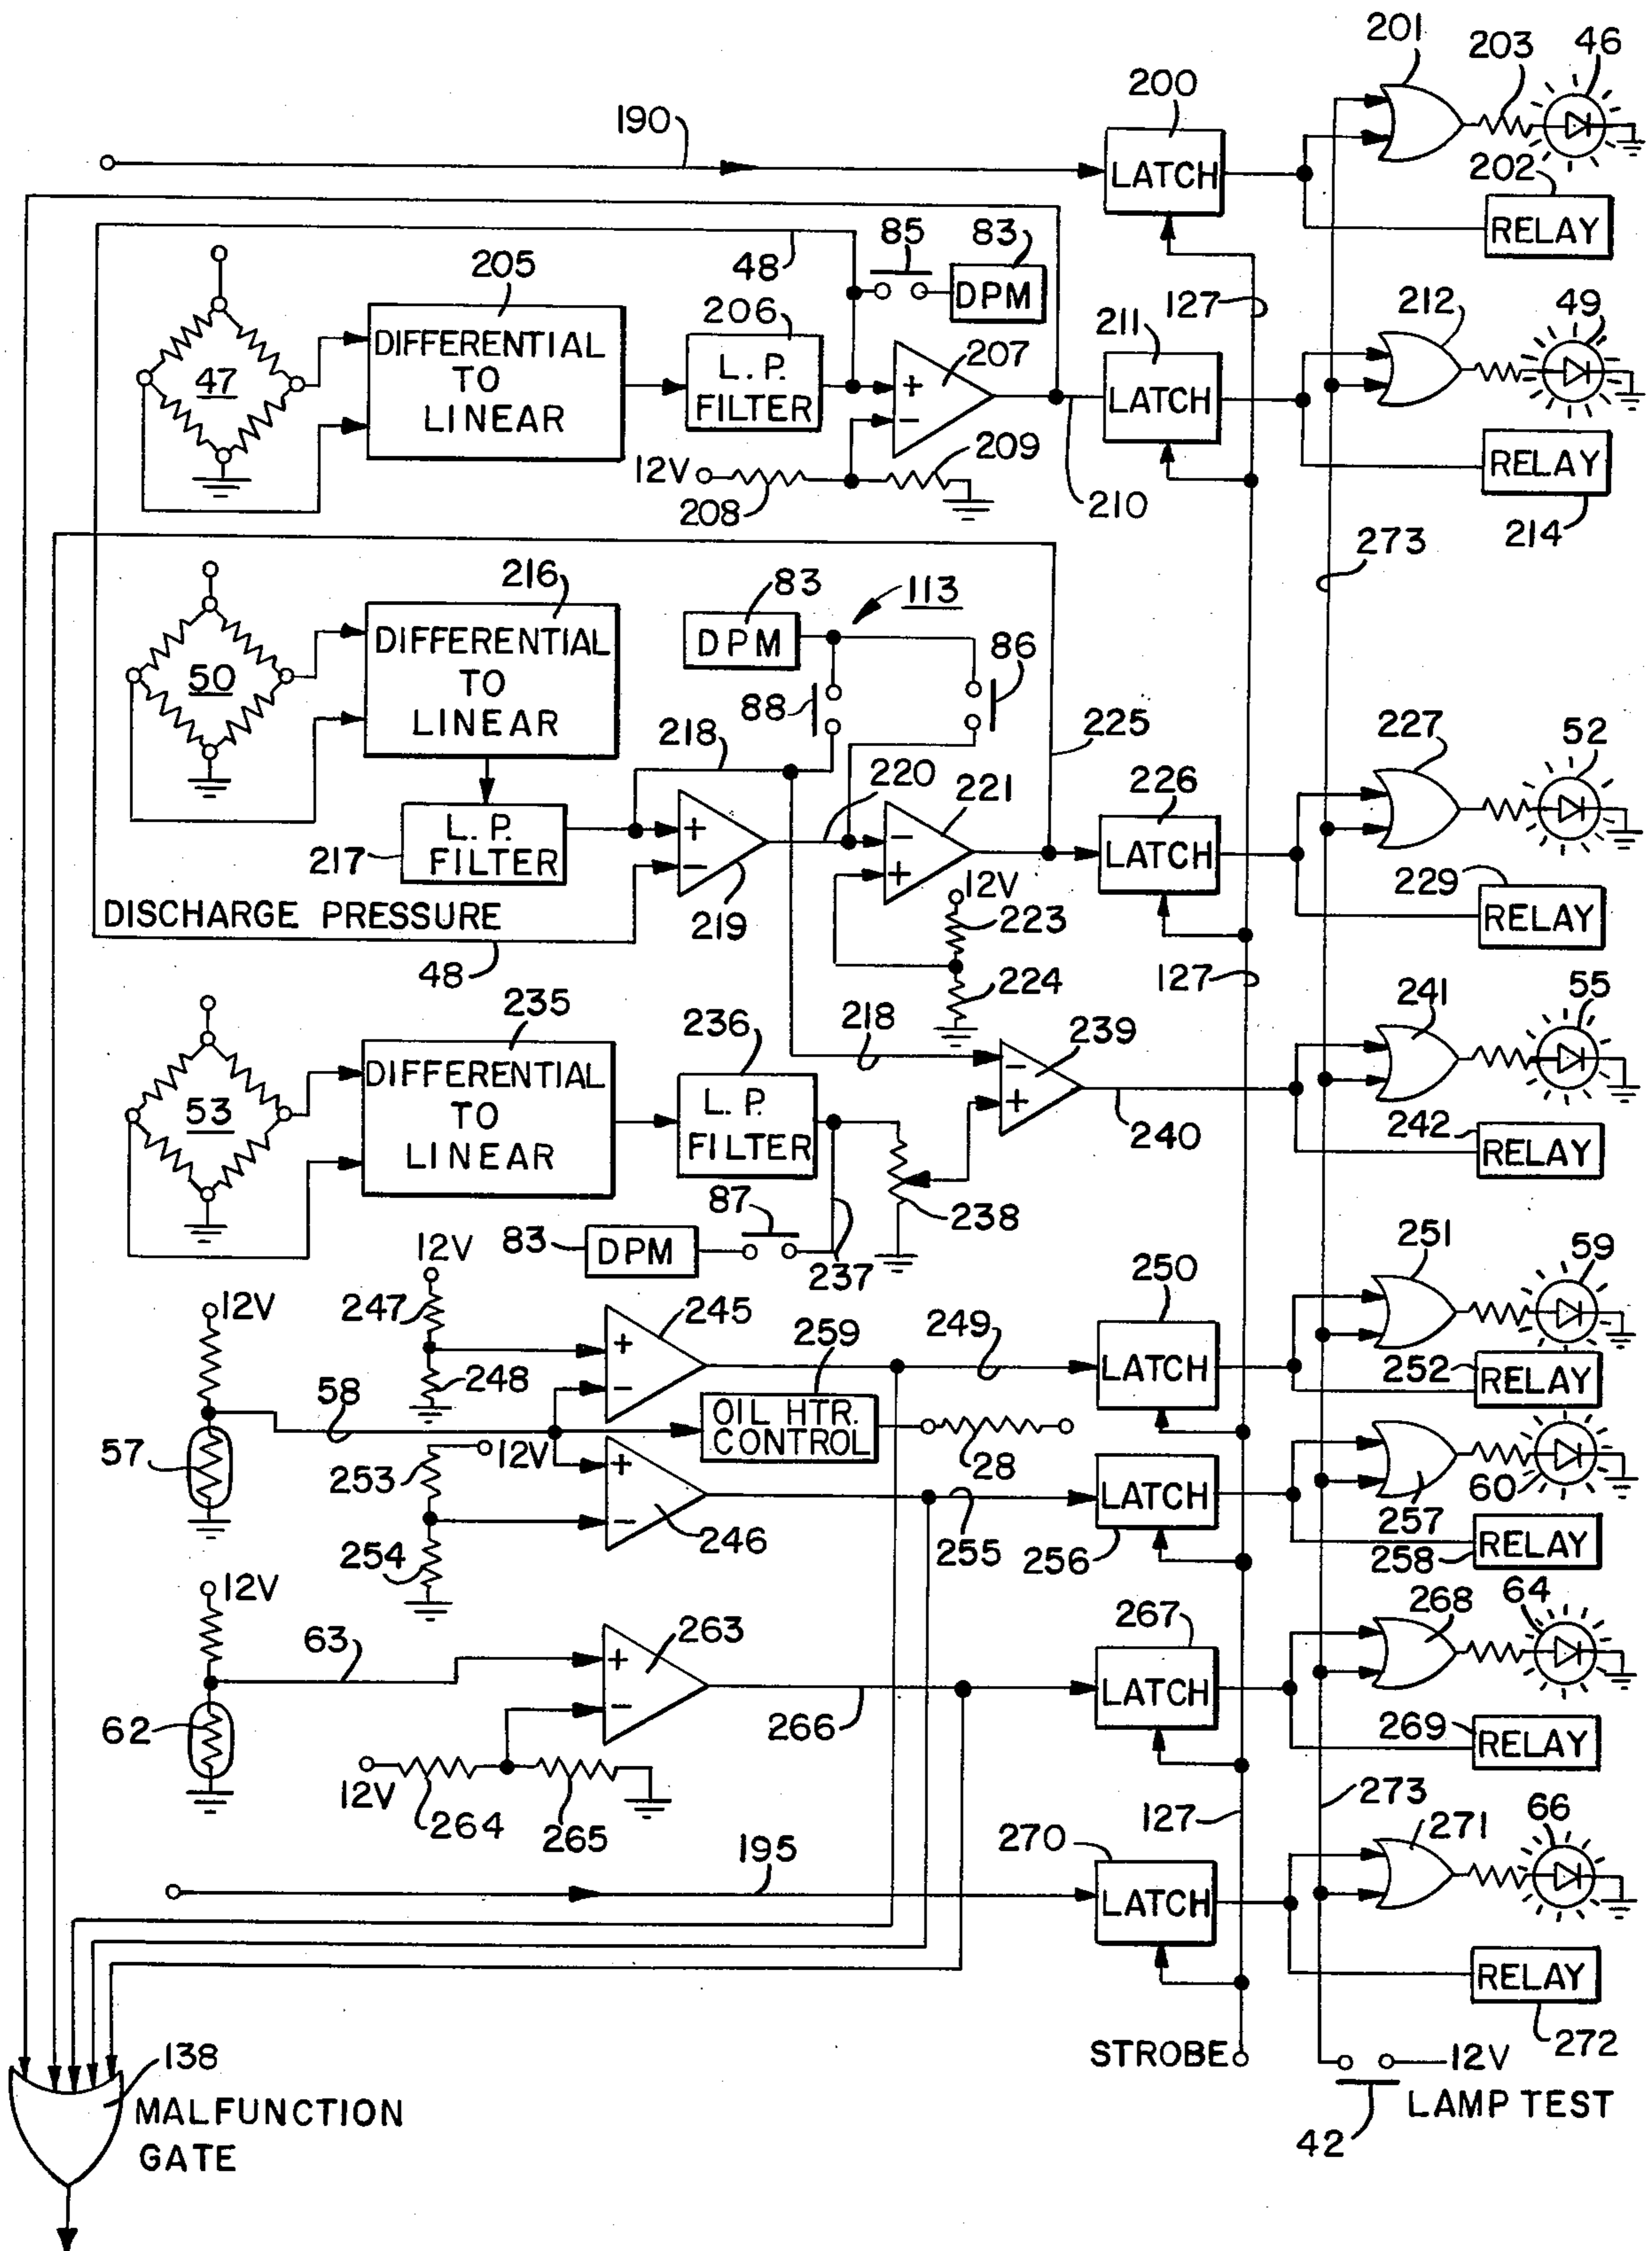 201
203
46
200
190
LATCH
202
RELAY
85
83
48
205
DPM
127
212
49
206
211
47
DIFFERENTIAL
TO
LINEAR
L. P.
FILTER
+
−
207
LATCH
12V
209
RELAY
208
210
214
273
216
83
113
50
DIFFERENTIAL
TO
LINEAR
DPM
86
88
218
225
227
52
220
221
226
L. P.
FILTER
217
+
−
−
+
LATCH
12V
229
RELAY
DISCHARGE PRESSURE
219
223
48
224
127
235
236
218
239
241
55
53
DIFFERENTIAL
TO
LINEAR
L. P.
FILTER
−
+
242
RELAY
240
87
238
83
DPM
237
12V
251
59
250
12V
247
245
259
249
+
−
LATCH
248
252
RELAY
58
OIL HTR.
CONTROL
57
12V
28
253
+
−
LATCH
60
257
246
255
256
258
RELAY
254
12V
64
268
267
63
263
+
−
LATCH
62
266
269
RELAY
12V
264
265
273
66
127
271
195
270
LATCH
RELAY
272
138
STROBE
12V
MALFUNCTION
GATE
LAMP TEST
42